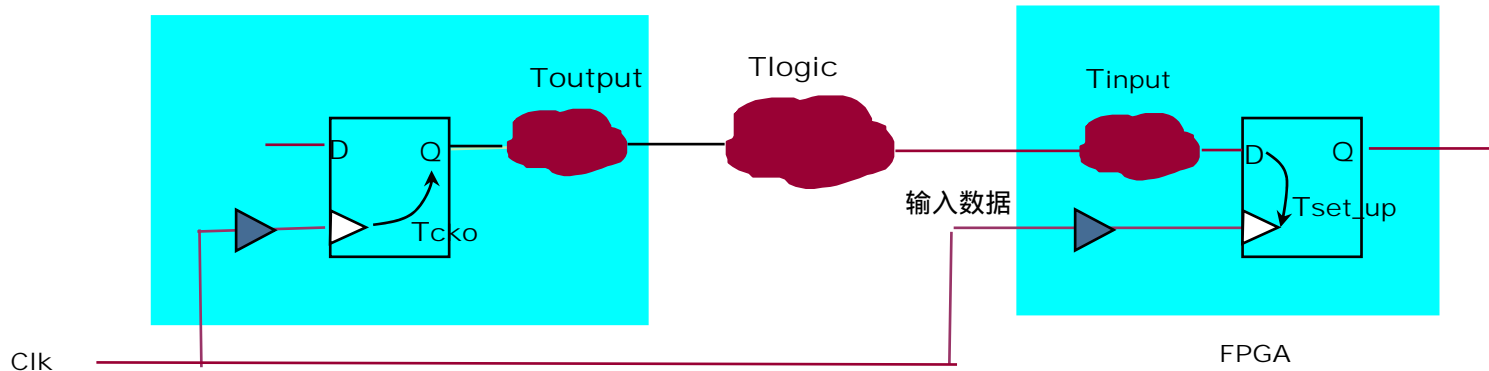 Toutput
Tlogic
Tinput
D
Q
D
Q
输入数据
Tcko
Tset_up
Clk
FPGA